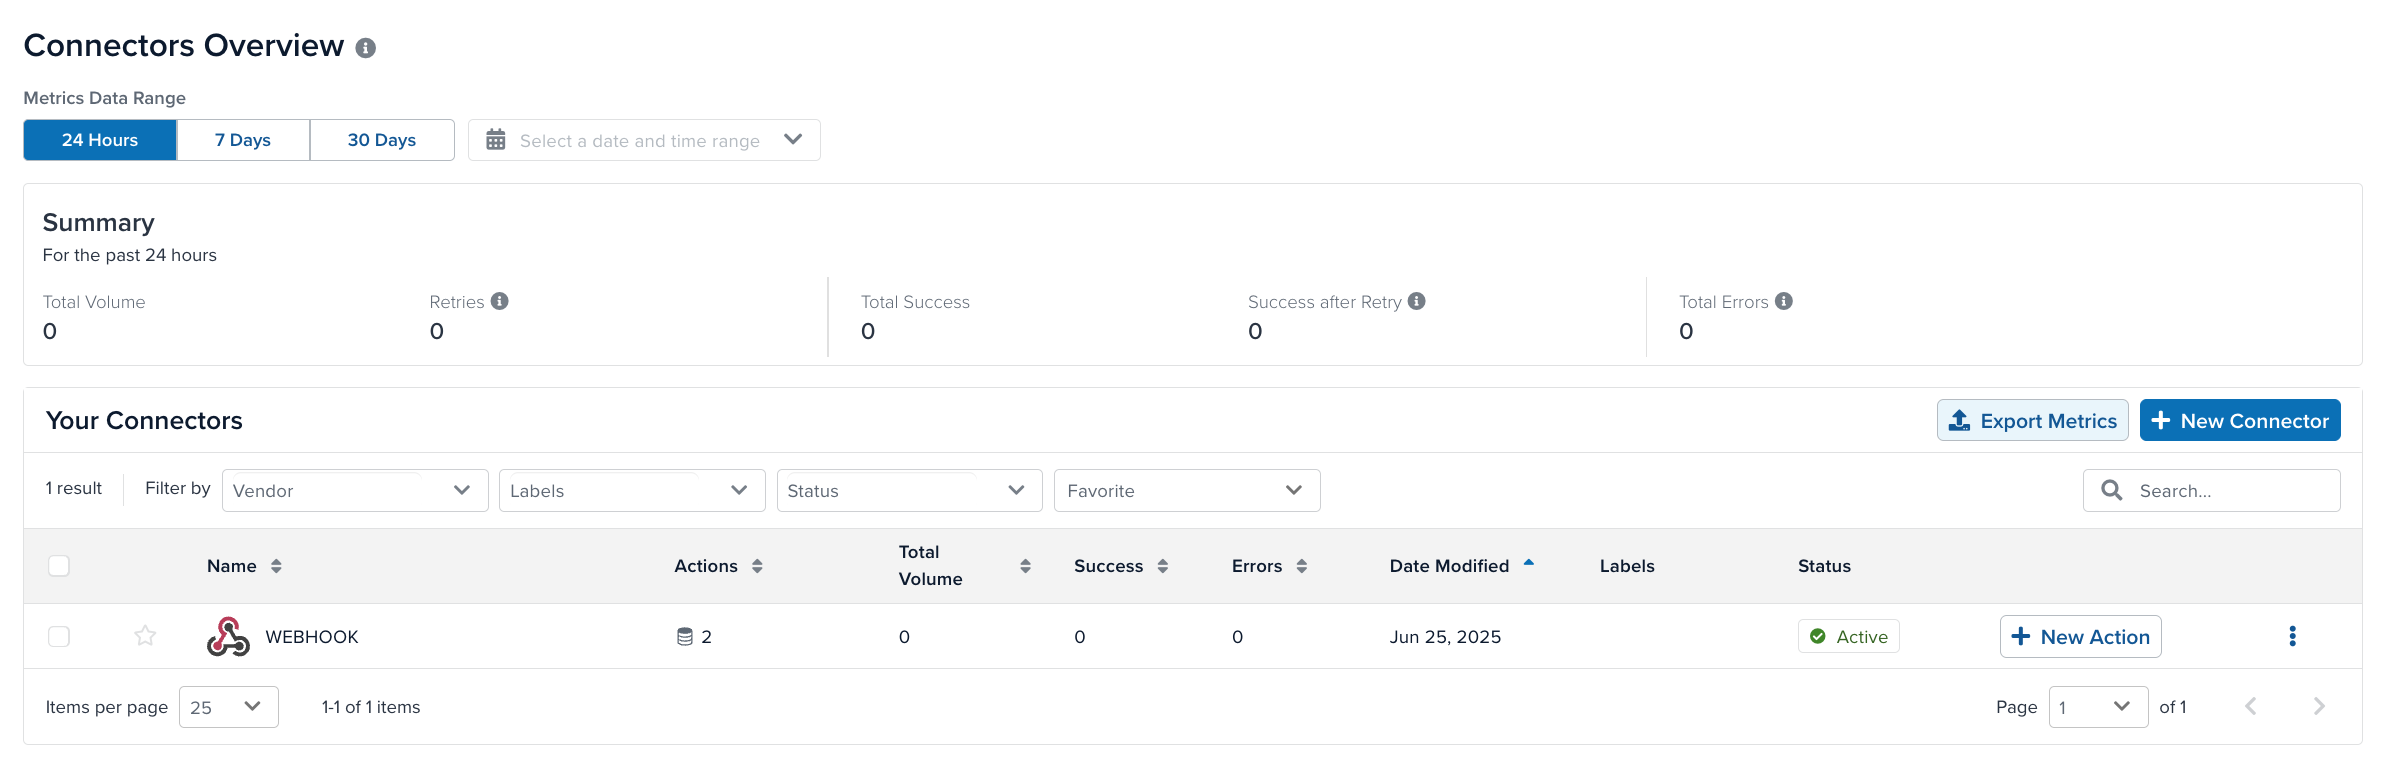 Connectors Overview
Metrics Data Range
24 Hours 7 Days 30 Days Select a date and time range
Summary
For the past 24 hours
Total Volume Retries Total Success Success after Retry Total Errors
0 0 0 0 0
Your Connectors Export Metrics New Connector
1 result Filter by Vendor Labels Status Favorite Search...
Name Actions Total Volume Success Errors Date Modified Labels Status
WEBHOOK 2 0 0 0 Jun 25, 2025 Active New Action
Items per page 25 1-1 of 1 items Page 1 of 1